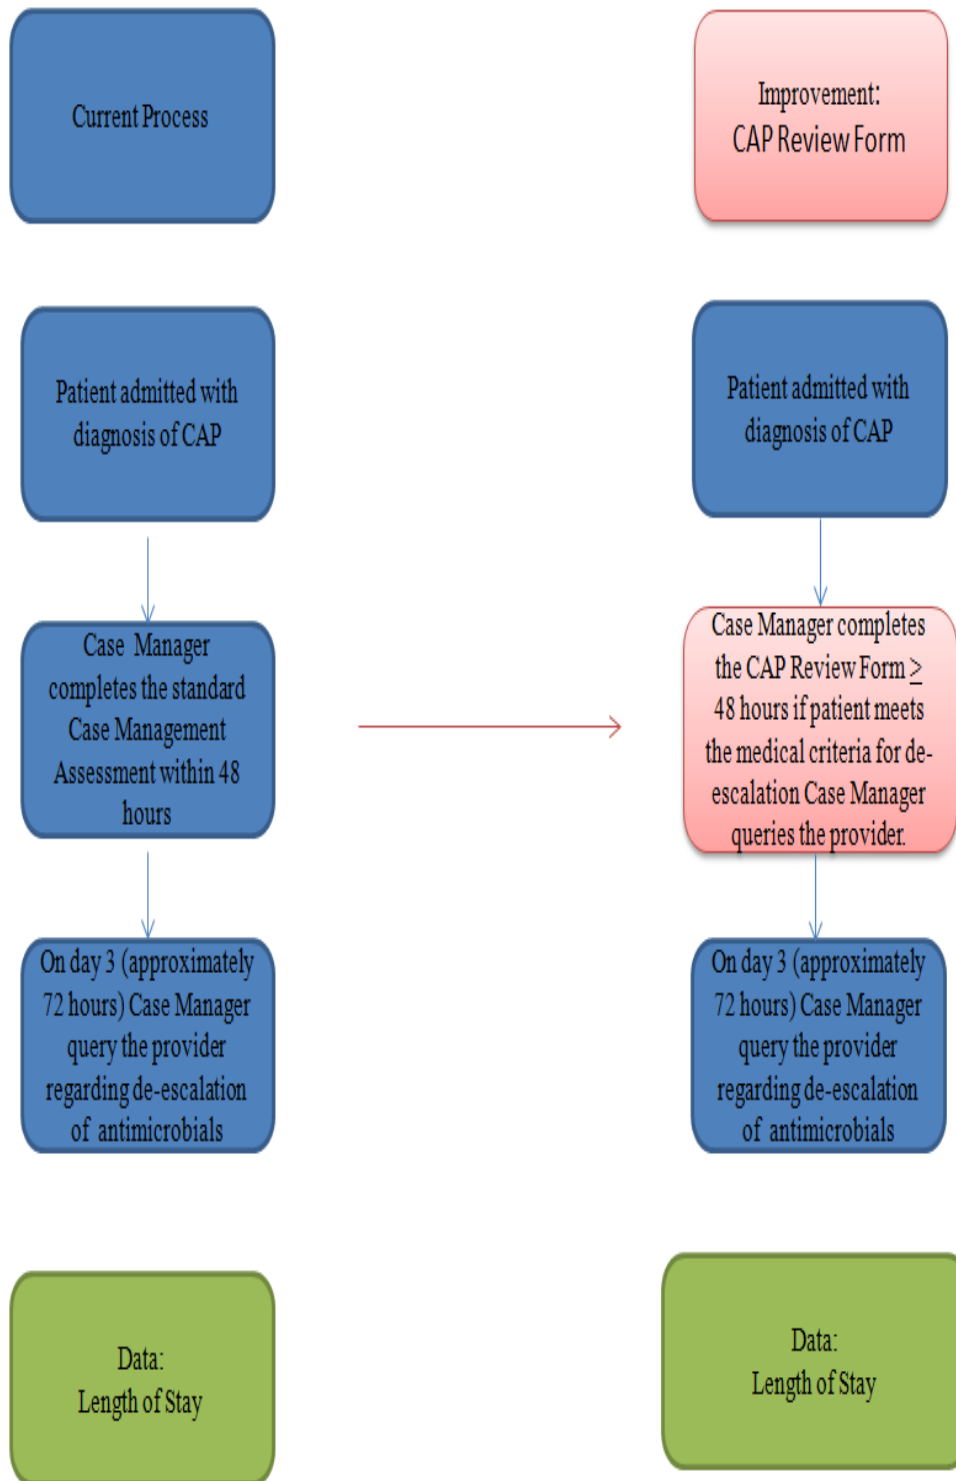 Current Process
Improvement:
CAP Review Form
Patient admitted with
diagnosis of CAP
Patient admitted with
diagnosis of CAP
Case Manager
completes the standard
Case Management
Assessment within 48
hours
Case Manager completes
the CAP Review Form ≥
48 hours if patient meets
the medical criteria for de-
escalation Case Manager
queries the provider.
On day 3 (approximately
72 hours) Case Manager
query the provider
regarding de-escalation
of antimicrobials
On day 3 (approximately
72 hours) Case Manager
query the provider
regarding de-escalation
of antimicrobials
Data:
Length of Stay
Data:
Length of Stay